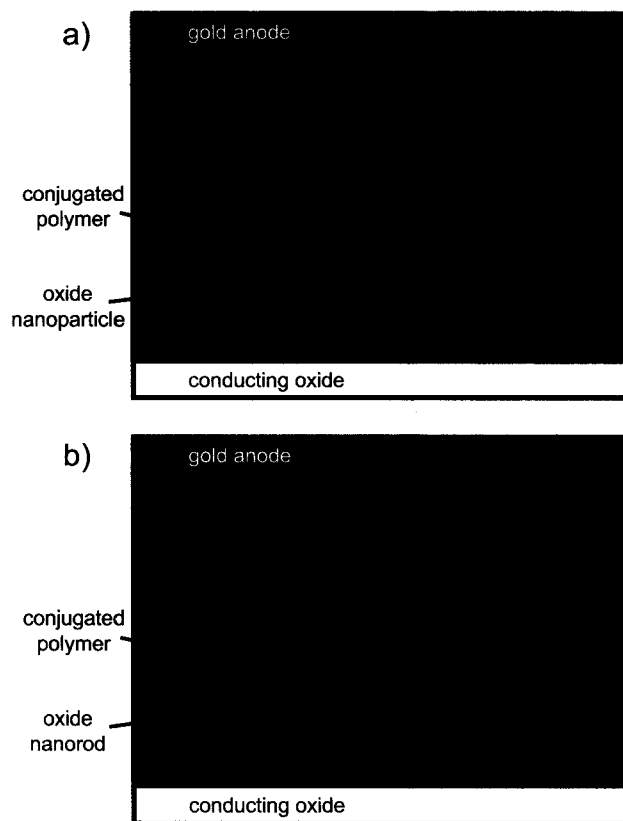 a)
gold anode
conjugated
polymer
oxide
nanoparticle
conducting oxide
b)
gold anode
conjugated
polymer
oxide
nanorod
conducting oxide